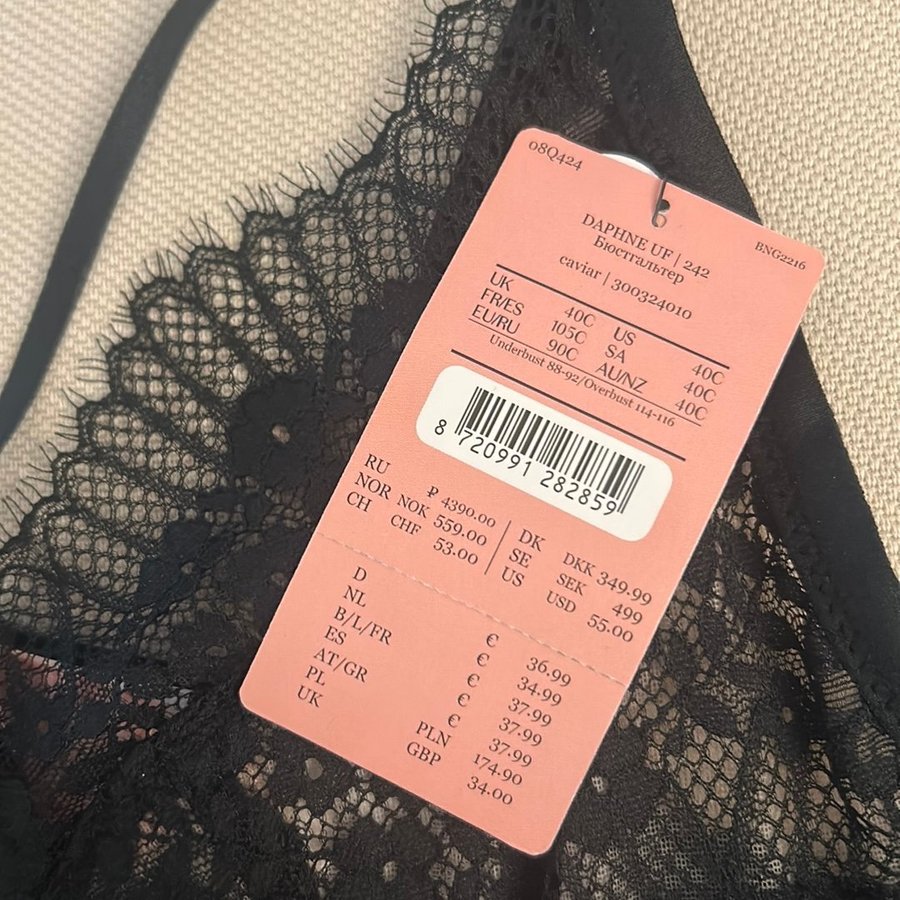 08Q424
BNG2216
DAPHNE UF | 242
Бюстгальтер
caviar | 300324010
UK 40C US 40C
FR/ES 105C SA 40C
EU/RU 90C AU/NZ 40C
Underbust 88-92/Overbust 114-116
8 720991 282859
RU ₽ 4390.00 DK DKK 349.99
NOR NOK 559.00 SE SEK 499
CH CHF 53.00 US USD 55.00
D € 36.99
NL € 34.99
B/L/FR € 37.99
ES € 37.99
AT/GR € 37.99
PL PLN 174.90
UK GBP 34.00